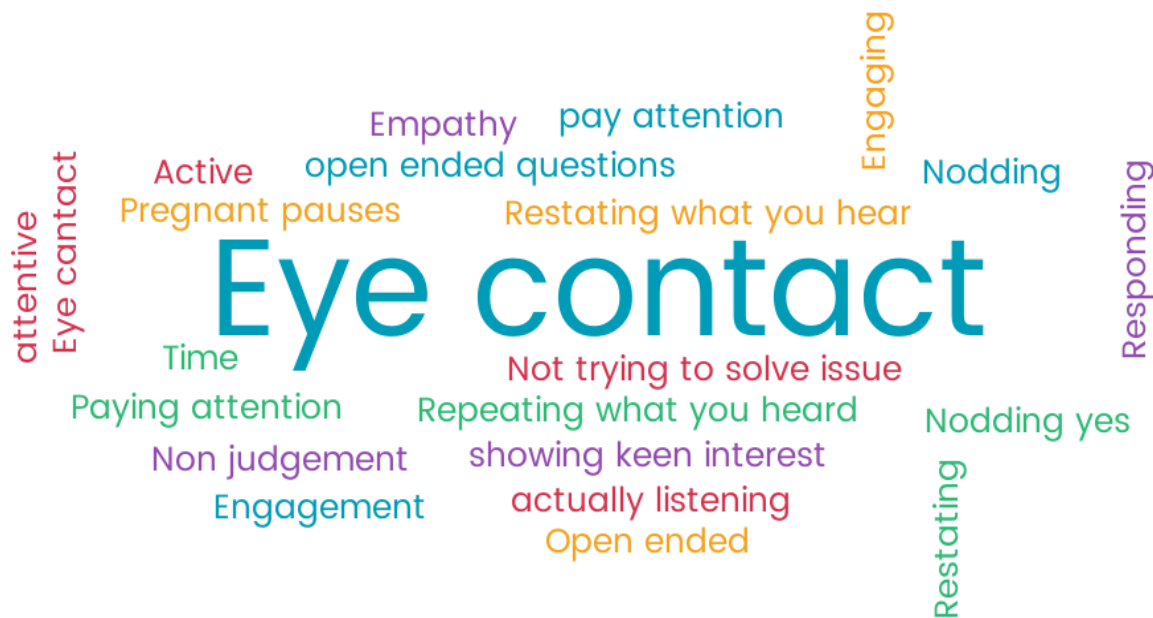 Engaging
Empathy
pay attention
Active
open ended questions
Nodding
Pregnant pauses
Restating what you hear
attentive
Eye cantact
Eye contact
Responding
Time
Not trying to solve issue
Paying attention
Repeating what you heard
Nodding yes
Non judgement
showing keen interest
Engagement
actually listening
Open ended
Restating